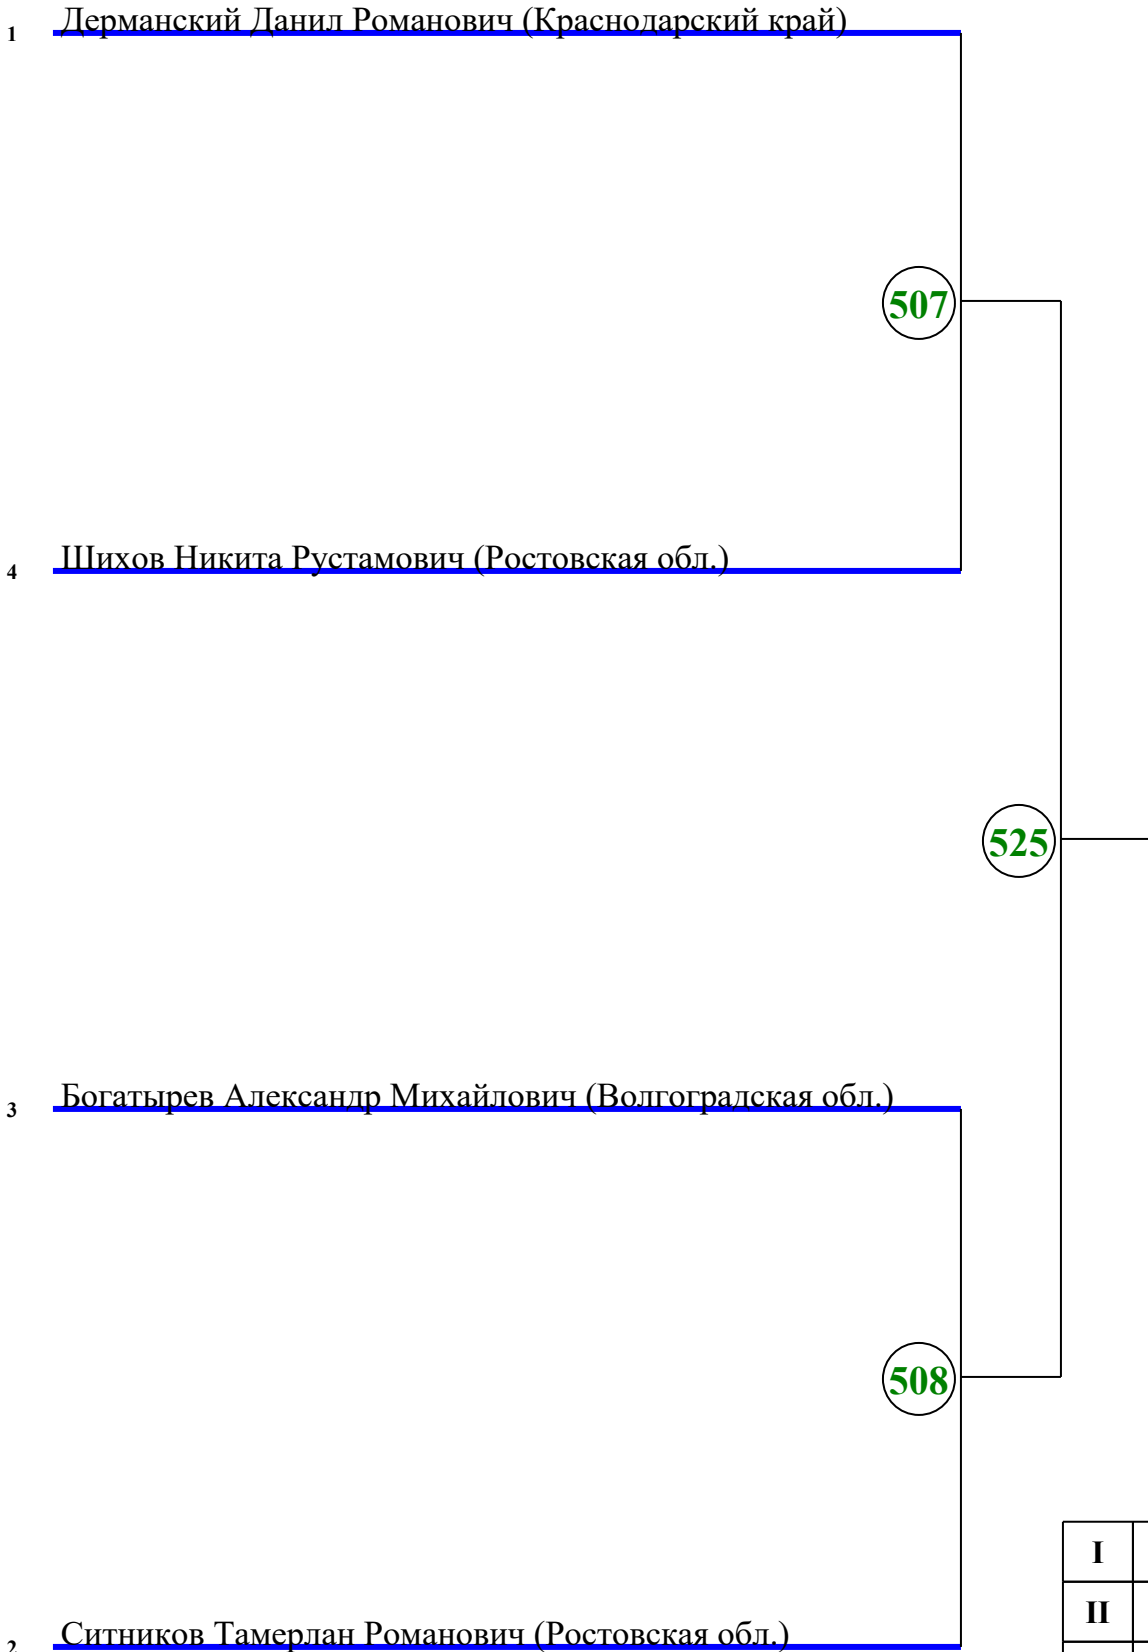 1 Дерманский Данил Романович (Краснодарский край)
507
4 Шихов Никита Рустамович (Ростовская обл.)
525
3 Богатырев Александр Михайлович (Волгоградская обл.)
508
I
II
2 Ситников Тамерлан Романович (Ростовская обл.)